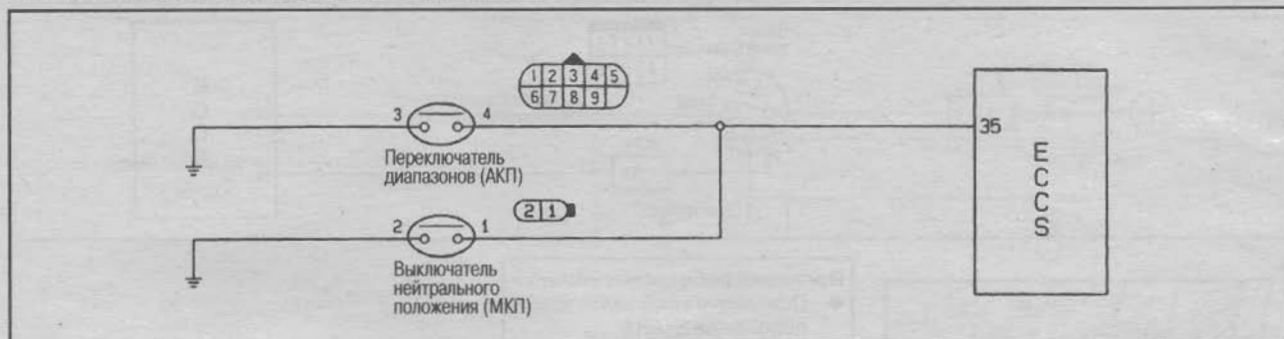 1 2 3 4 5
6 7 8 9
3 4
35
Переключатель
диапазонов (АКП)
E
C
C
S
2 1
2 1
Выключатель
нейтрального
положения (МКП)